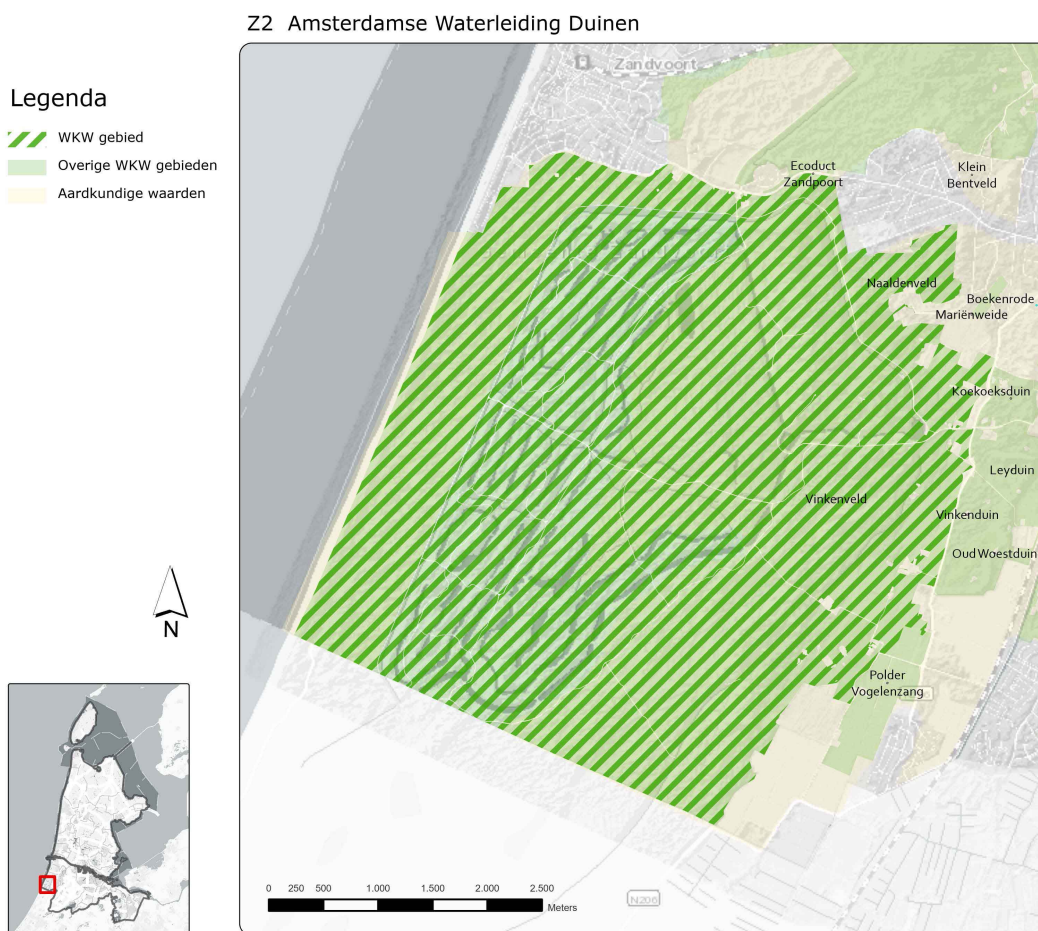 Z2 Amsterdamse Waterleiding Duinen
Legenda
WKW gebied
Overige WKW gebieden
Aardkundige waarden
Zandvoort
Ecoduct
Zandpoort
Klein
Bentveld
Naaldenveld
Boekenrode
Mariënweide
Koekoeksduin
Leyduin
Vinkenveld
Vinkenduin
Oud Woestduin
Polder
Vogelenzang
N
0 250 500 1.000 1.500 2.000 2.500
Meters
N206